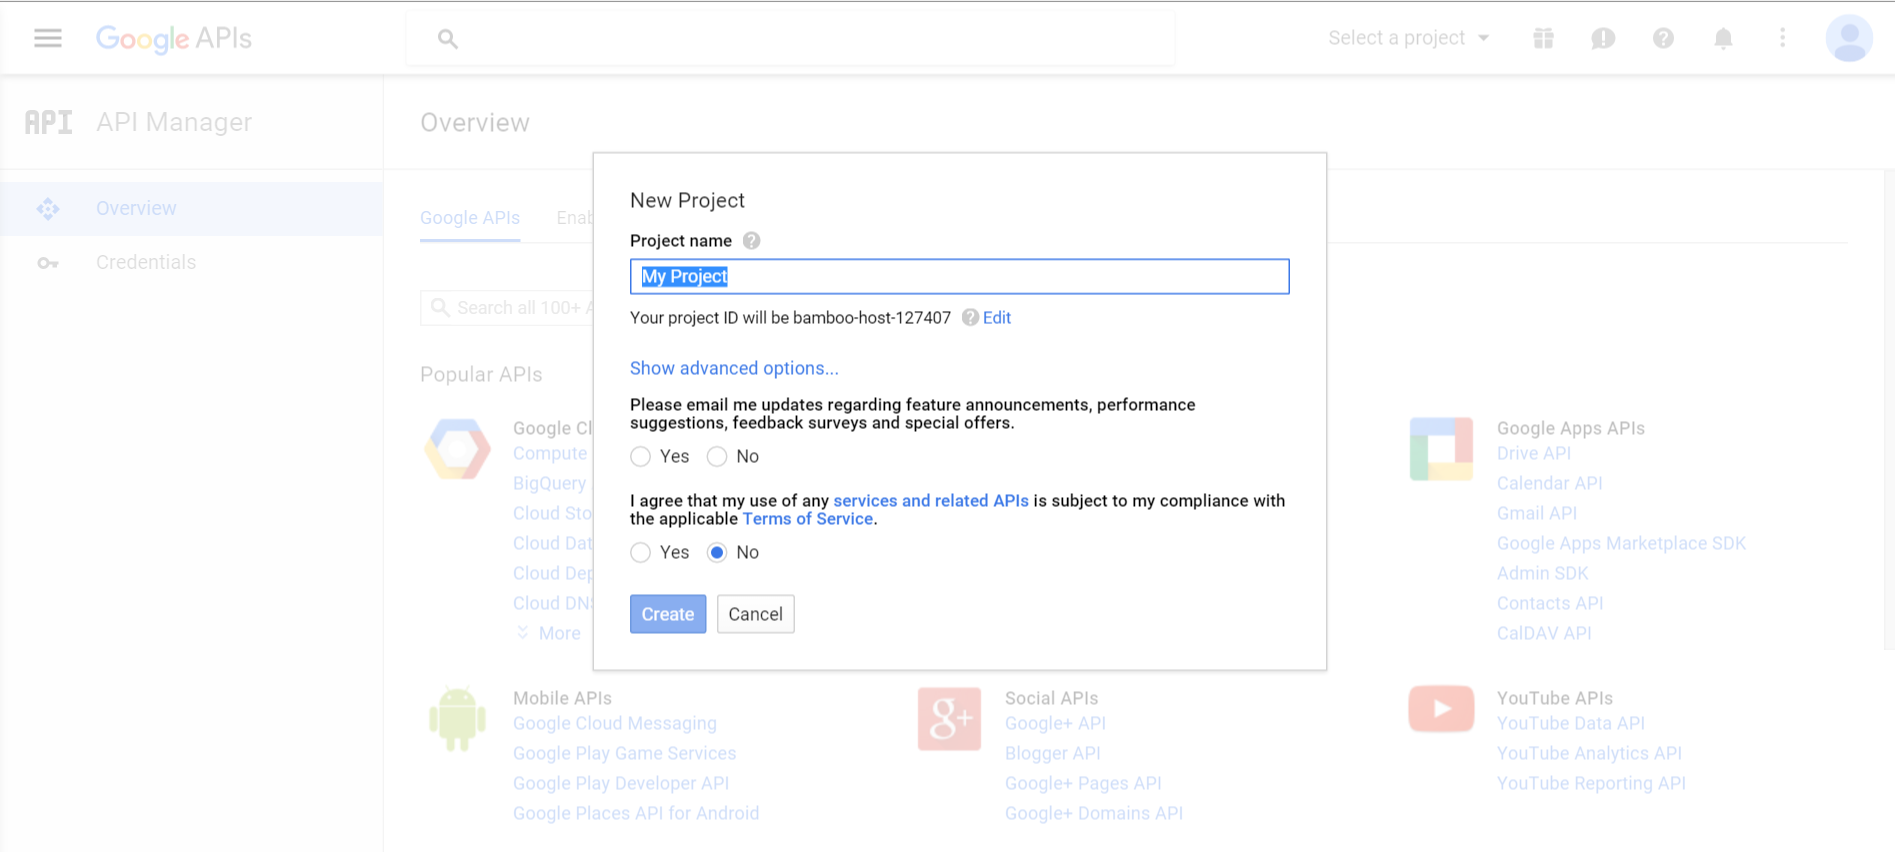 Google APIs
Select a project
API API Manager
Overview
Overview
Credentials
Google APIs Enab
Search all 100+ A
Popular APIs
New Project
Project name ?
My Project
Your project ID will be bamboo-host-127407 ? Edit
Show advanced options...
Please email me updates regarding feature announcements, performance
suggestions, feedback surveys and special offers.
Yes No
I agree that my use of any services and related APIs is subject to my compliance with
the applicable Terms of Service.
Yes No
Create Cancel
Google Cl
Compute
BigQuery
Cloud Sto
Cloud Dat
Cloud Dep
Cloud DNS
More
Google Apps APIs
Drive API
Calendar API
Gmail API
Google Apps Marketplace SDK
Admin SDK
Contacts API
CalDAV API
Mobile APIs
Google Cloud Messaging
Google Play Game Services
Google Play Developer API
Google Places API for Android
g+
Social APIs
Google+ API
Blogger API
Google+ Pages API
Google+ Domains API
YouTube APIs
YouTube Data API
YouTube Analytics API
YouTube Reporting API